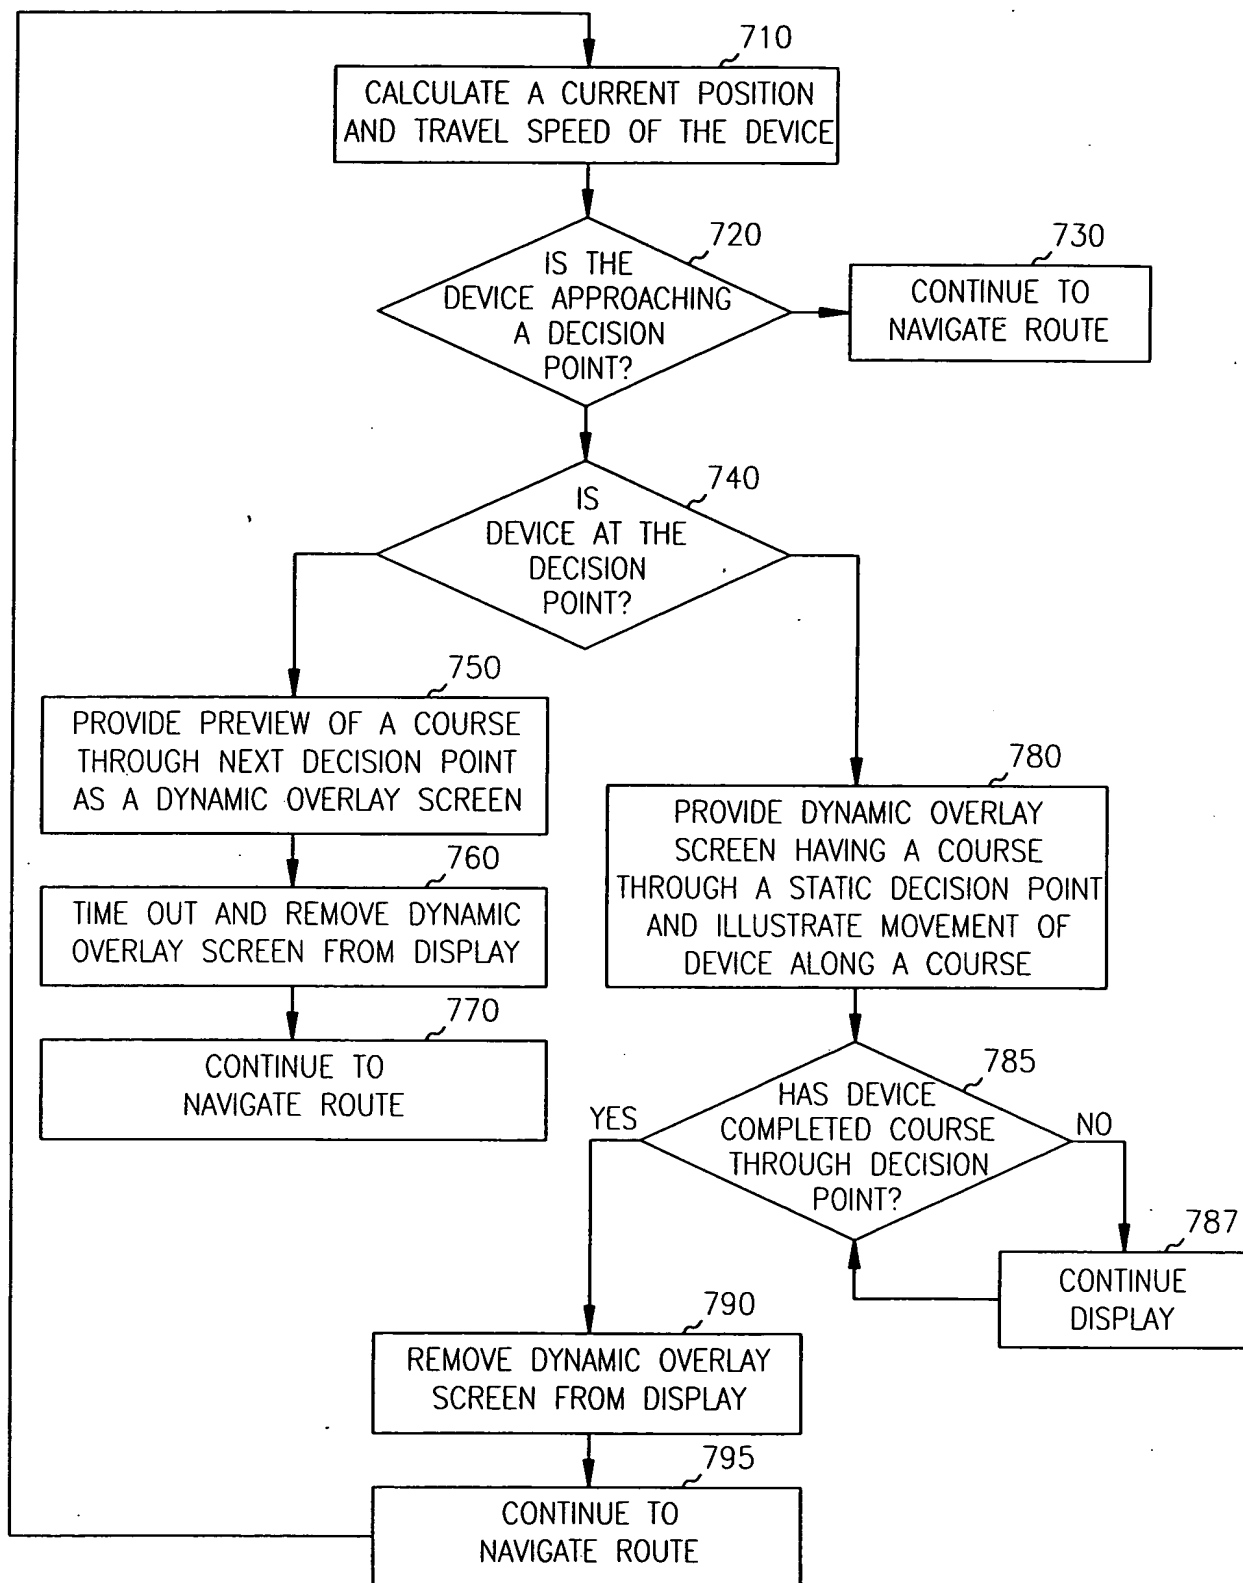 710
CALCULATE A CURRENT POSITION
AND TRAVEL SPEED OF THE DEVICE
720
IS THE
DEVICE APPROACHING
A DECISION
POINT?
730
CONTINUE TO
NAVIGATE ROUTE
740
IS
DEVICE AT THE
DECISION
POINT?
750
PROVIDE PREVIEW OF A COURSE
THROUGH NEXT DECISION POINT
AS A DYNAMIC OVERLAY SCREEN
760
TIME OUT AND REMOVE DYNAMIC
OVERLAY SCREEN FROM DISPLAY
770
CONTINUE TO
NAVIGATE ROUTE
780
PROVIDE DYNAMIC OVERLAY
SCREEN HAVING A COURSE
THROUGH A STATIC DECISION POINT
AND ILLUSTRATE MOVEMENT OF
DEVICE ALONG A COURSE
785
HAS DEVICE
COMPLETED COURSE
THROUGH DECISION
POINT?
YES
NO
787
CONTINUE
DISPLAY
790
REMOVE DYNAMIC OVERLAY
SCREEN FROM DISPLAY
795
CONTINUE TO
NAVIGATE ROUTE